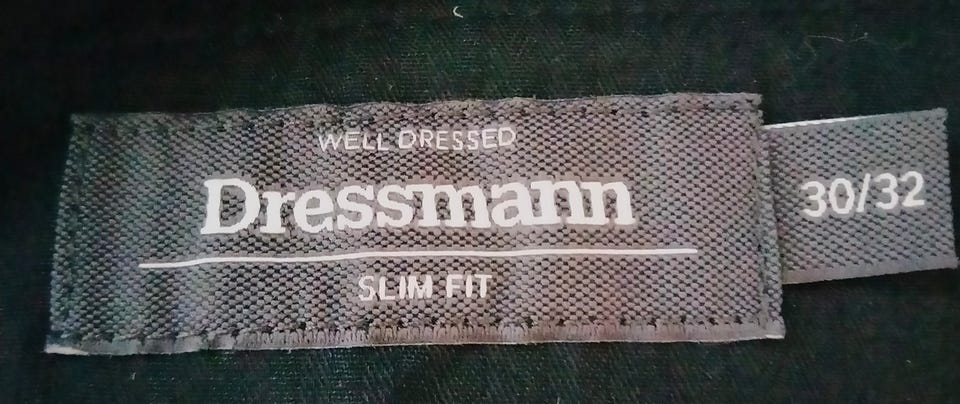 WELL DRESSED
Dressmann
SLIM FIT
30/32